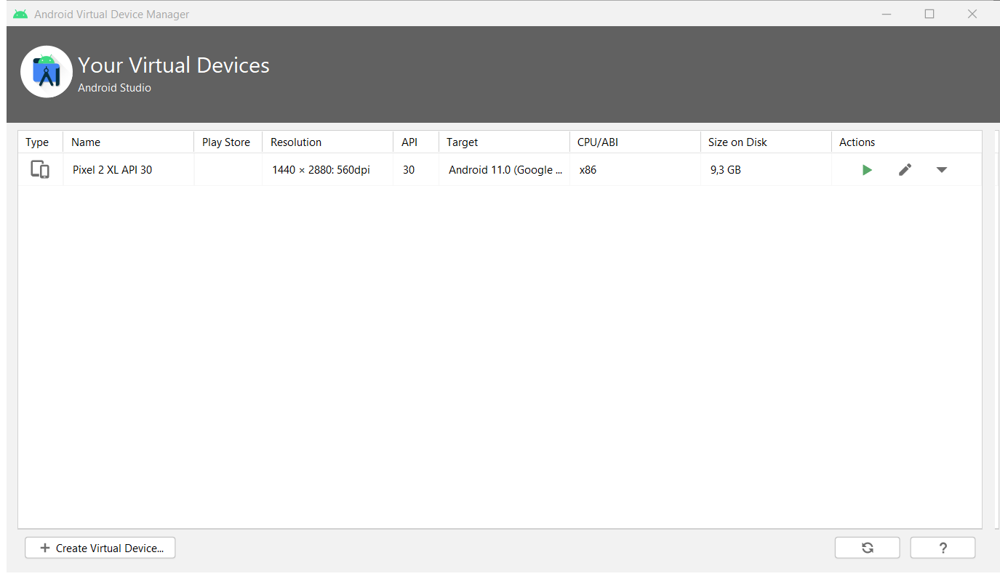 Android Virtual Device Manager
Your Virtual Devices
Android Studio
Type Name Play Store Resolution API Target CPU/ABI Size on Disk Actions
Pixel 2 XL API 30 1440 × 2880: 560dpi 30 Android 11.0 (Google ... x86 9,3 GB
+ Create Virtual Device... ?